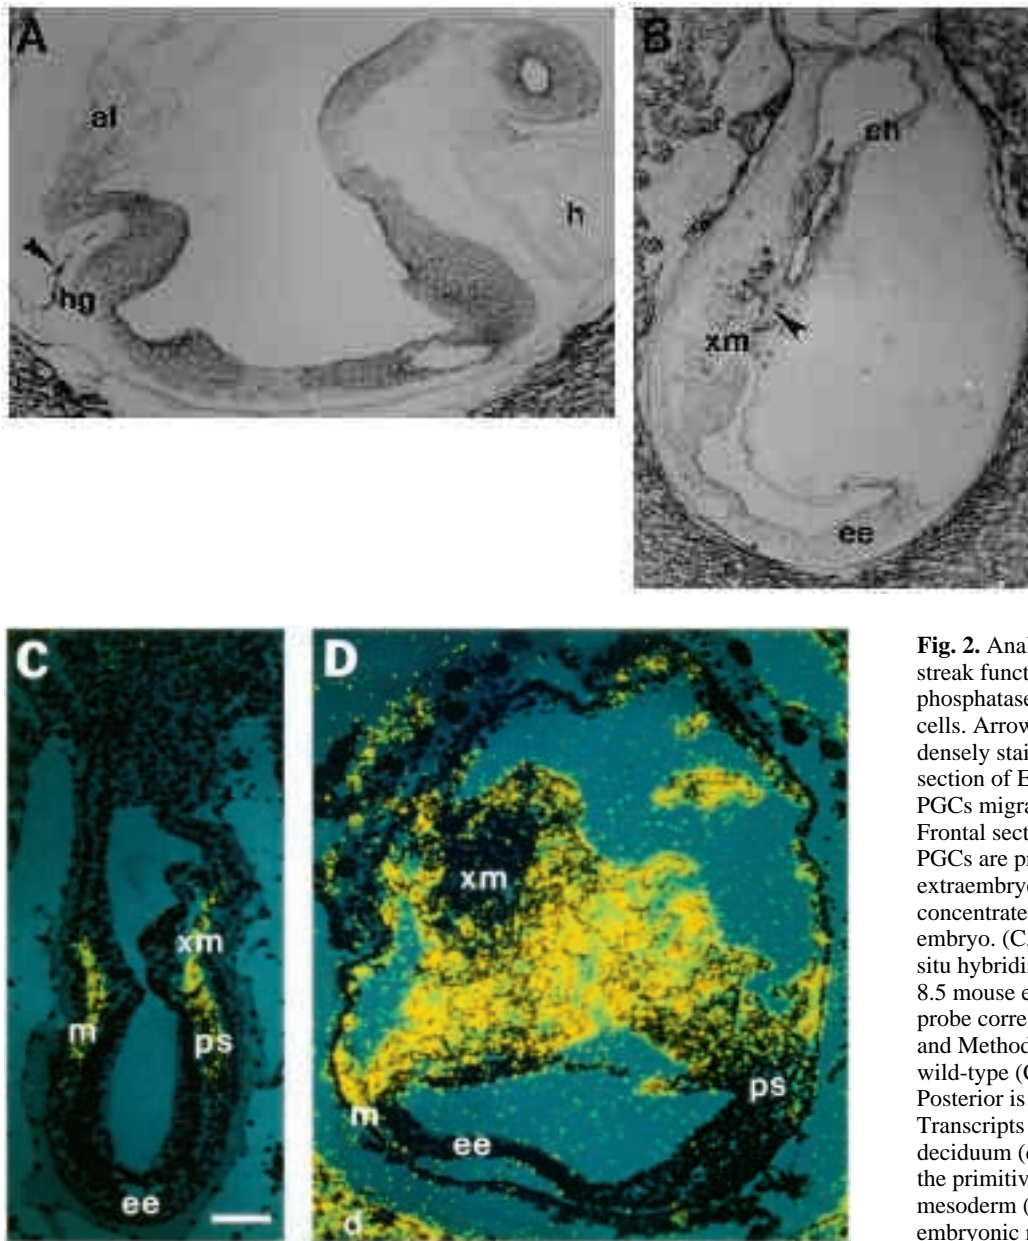 A
al
hg
h
B
xm
ee
C
xm
m
ps
ee
D
xm
m
ee
ps
d
Fig. 2. Anal
streak funct
phosphatase
cells. Arrow
densely stai
section of E
PGCs migra
Frontal sect
PGCs are pr
extraembryo
concentrate
embryo. (C,
situ hybridiz
8.5 mouse e
probe corre
and Method
wild-type (C
Posterior is
Transcripts
deciduum (
the primitiv
mesoderm (
embryonic r